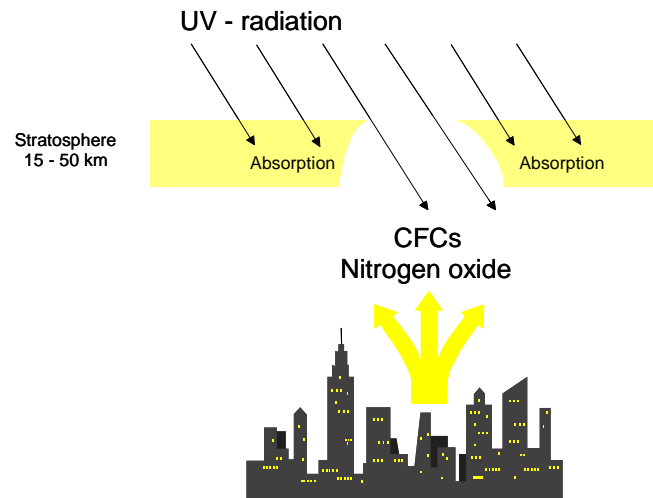 UV - radiation
Stratosphere
15 - 50 km
Absorption
Absorption
CFCs
Nitrogen oxide